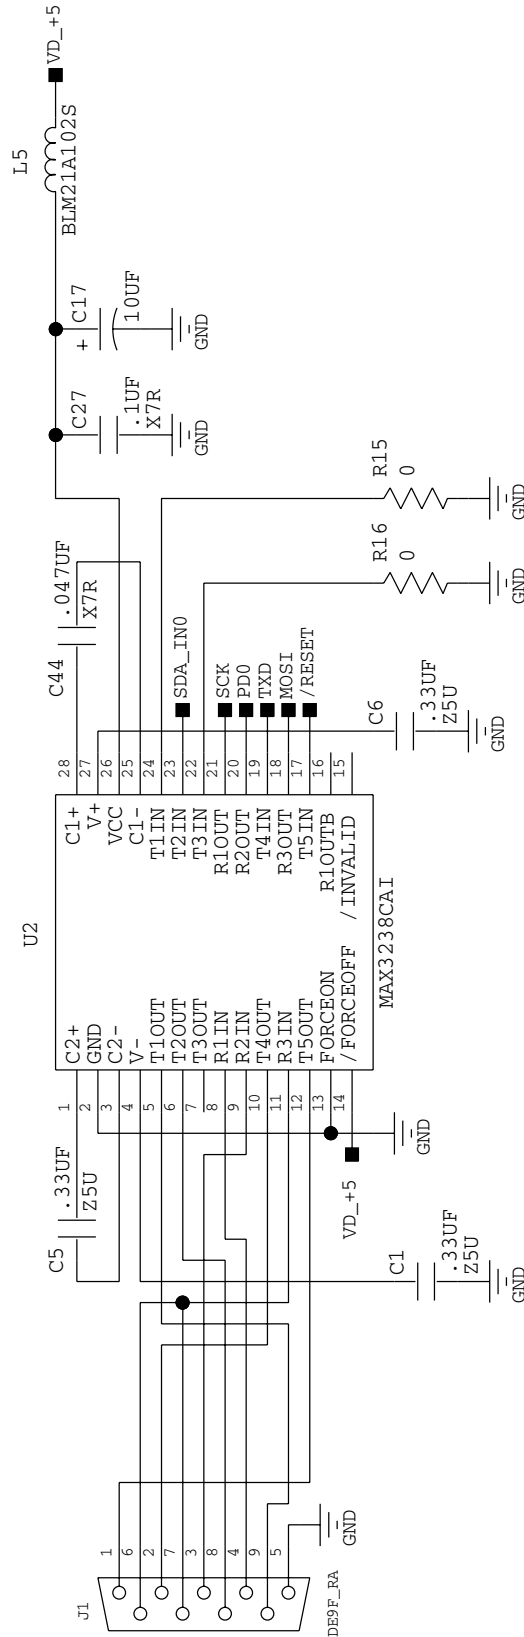 VD_+5
L5
BLM21A102S
C17
10UF
+
GND
C27
.1UF
X7R
GND
R15
0
GND
R16
0
GND
C44
.047UF
X7R
SDA_IN0
SCK
PD0
TXD
MOSI
/RESET
C6
.33UF
Z5U
GND
28
27
26
25
24
23
22
21
20
19
18
17
16
15
C1+
V+
VCC
C1-
T1IN
T2IN
T3IN
R1OUT
R2OUT
T4IN
R3OUT
T5IN
R1OUTB
/INVALID
U2
MAX3238CAI
C2+
GND
C2-
V-
T1OUT
T2OUT
T3OUT
R1IN
R2IN
T4OUT
R3IN
T5OUT
FORCEON
/FORCEOFF
1
2
3
4
5
6
7
8
9
10
11
12
13
14
GND
VD_+5
C5
.33UF
Z5U
C1
.33UF
Z5U
GND
1
6
2
7
3
8
4
9
5
GND
J1
DE9F_RA